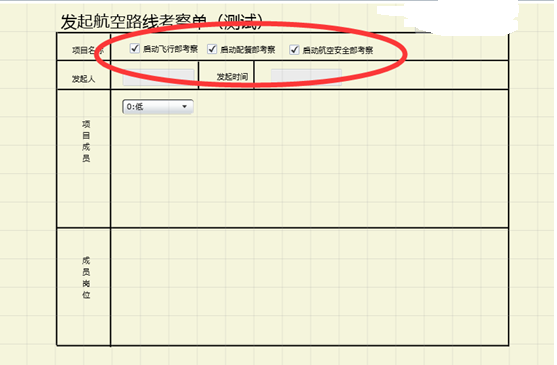 发起航空路线考察单（测试）
项目名称 启动飞行部考察 启动配餐部考察 启动航空安全部考察
发起人 发起时间
项目成员 0:低
成员岗位